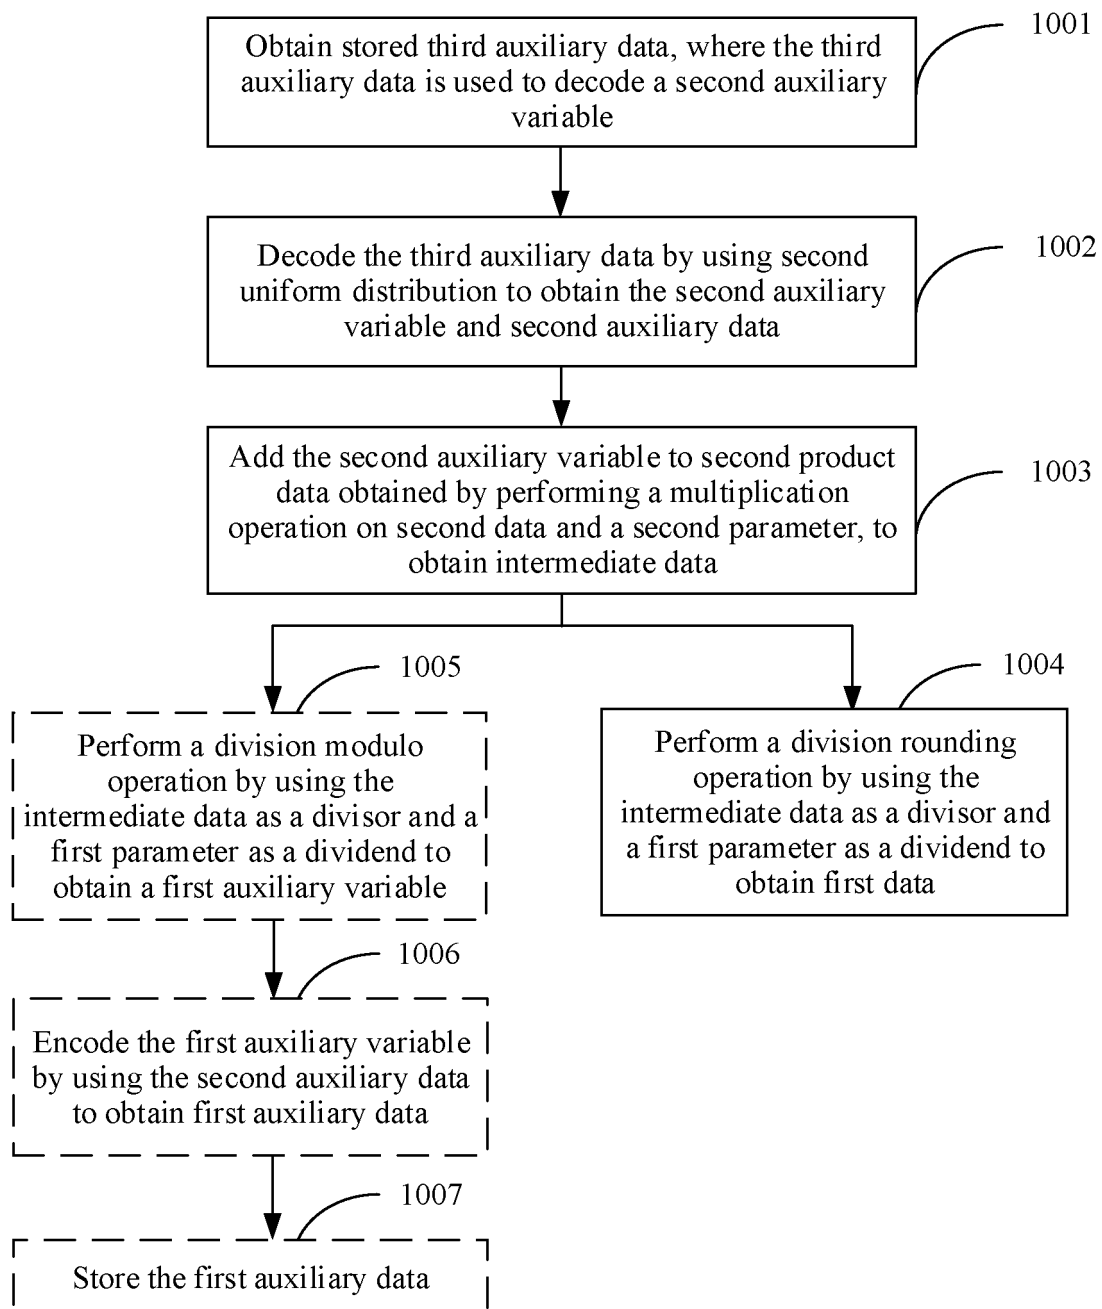 Obtain stored third auxiliary data, where the third
auxiliary data is used to decode a second auxiliary
variable
1001
Decode the third auxiliary data by using second
uniform distribution to obtain the second auxiliary
variable and second auxiliary data
1002
Add the second auxiliary variable to second product
data obtained by performing a multiplication
operation on second data and a second parameter, to
obtain intermediate data
1003
1005
Perform a division modulo
operation by using the
intermediate data as a divisor and a
first parameter as a dividend to
obtain a first auxiliary variable
1004
Perform a division rounding
operation by using the
intermediate data as a divisor and
a first parameter as a dividend to
obtain first data
1006
Encode the first auxiliary variable
by using the second auxiliary data
to obtain first auxiliary data
1007
Store the first auxiliary data